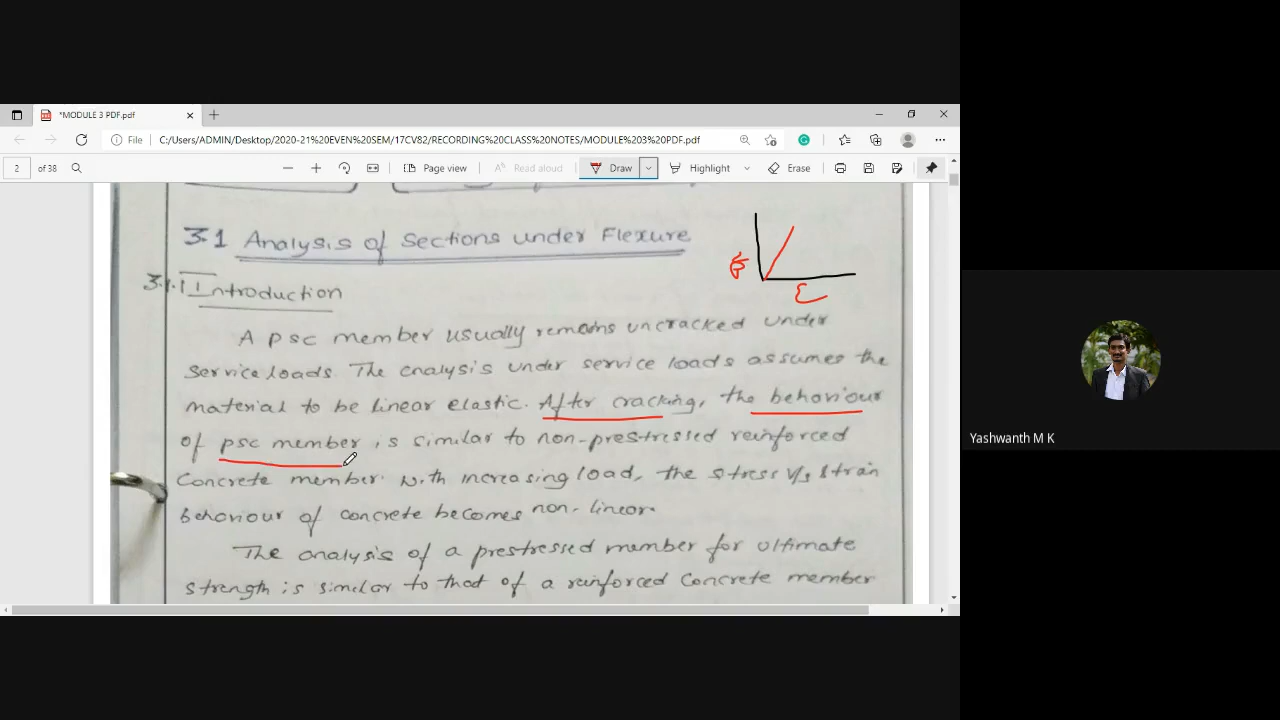 *MODULE 3 PDF.pdf
File C:/Users/ADMIN/Desktop/2020-21%20EVEN%20SEM/17CV82/RECORDING%20CLASS%20NOTES/MODULE%203%20PDF.pdf
2 of 38 Page view Read aloud Draw Highlight Erase
3.1 Analysis of Sections under Flexure
3.1.1 Introduction
A psc member usually remains uncracked under
service loads. The analysis under service loads assumes the
material to be linear elastic. After cracking, the behaviour
of psc member is similar to non-prestressed reinforced
Concrete member. With increasing load, the stress v/s strain
behaviour of concrete becomes non-linear.
The analysis of a prestressed member for ultimate
strength is similar to that of a reinforced Concrete member
Yashwanth M K